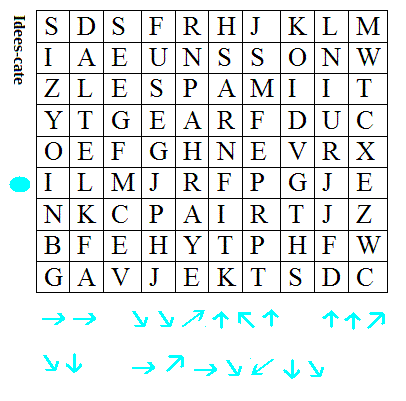 Idees-cate
S D S F R H J K L M
I A E U N S S O N W
Z L E S P A M I I T
Y T G E A R F D U C
O E F G H N E V R X
I L M J R F P G J E
N K C P A I R T J Z
B F E H Y T P H F W
G A V J E K T S D C
→ → ↘ ↘ ↗ ↑ ↖ ↑ ↑ ↑ ↗
↘ ↓ → ↗ → ↘ ↙ ↓ ↘